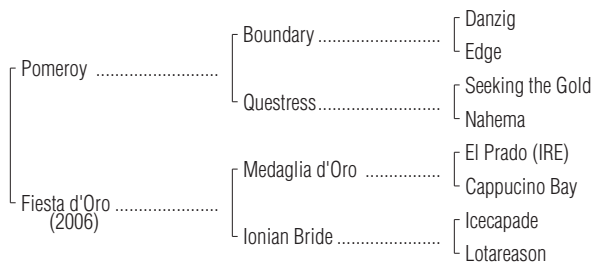 Danzig
Boundary ..........................
Edge
Pomeroy ..........................
Seeking the Gold
Questress..........................
Nahema
El Prado (IRE)
Medaglia d'Oro ................
Cappucino Bay
Fiesta d'Oro ......................
(2006)
Icecapade
Ionian Bride ......................
Lotareason